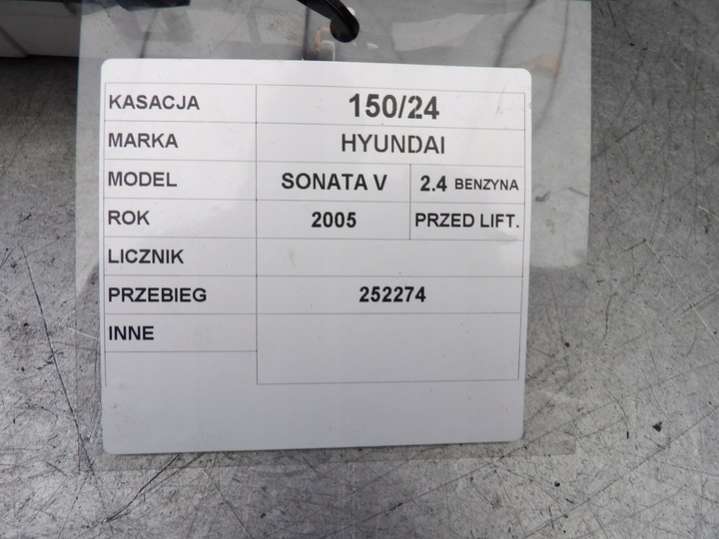 KASACJA 150/24
MARKA HYUNDAI
MODEL SONATA V 2.4 BENZYNA
ROK 2005 PRZED LIFT.
LICZNIK
PRZEBIEG 252274
INNE